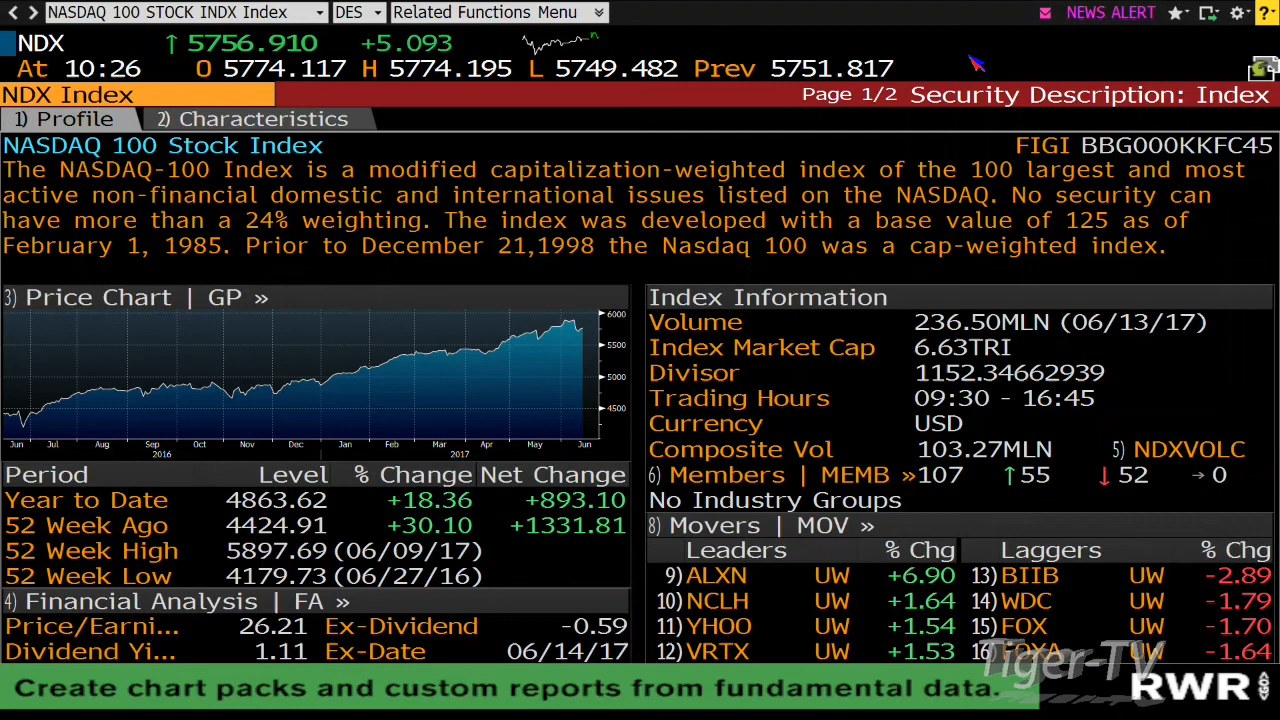 NASDAQ 100 STOCK INDX Index DES Related Functions Menu NEWS ALERT ?
NDX ↑ 5756.910 +5.093
At 10:26 O 5774.117 H 5774.195 L 5749.482 Prev 5751.817
NDX Index Page 1/2 Security Description: Index
1) Profile 2) Characteristics
NASDAQ 100 Stock Index FIGI BBG000KKFC45
The NASDAQ-100 Index is a modified capitalization-weighted index of the 100 largest and most
active non-financial domestic and international issues listed on the NASDAQ. No security can
have more than a 24% weighting. The index was developed with a base value of 125 as of
February 1, 1985. Prior to December 21,1998 the Nasdaq 100 was a cap-weighted index.
3) Price Chart | GP »
6000
5500
5000
4500
Jun Jul Aug Sep Oct Nov Dec Jan Feb Mar Apr May Jun
2016 2017
Period Level % Change Net Change
Year to Date 4863.62 +18.36 +893.10
52 Week Ago 4424.91 +30.10 +1331.81
52 Week High 5897.69 (06/09/17)
52 Week Low 4179.73 (06/27/16)
4) Financial Analysis | FA »
Price/Earni... 26.21 Ex-Dividend -0.59
Dividend Yi... 1.11 Ex-Date 06/14/17
Index Information
Volume 236.50MLN (06/13/17)
Index Market Cap 6.63TRI
Divisor 1152.34662939
Trading Hours 09:30 - 16:45
Currency USD
Composite Vol 103.27MLN 5) NDXVOLC
6) Members | MEMB » 107 ↑ 55 ↓ 52 → 0
No Industry Groups
8) Movers | MOV »
Leaders % Chg Laggers % Chg
9) ALXN UW +6.90 13) BIIB UW -2.89
10) NCLH UW +1.64 14) WDC UW -1.79
11) YHOO UW +1.54 15) FOX UW -1.70
12) VRTX UW +1.53 16) FOXA UW -1.64
Tiger-TV
Create chart packs and custom reports from fundamental data.
RWR